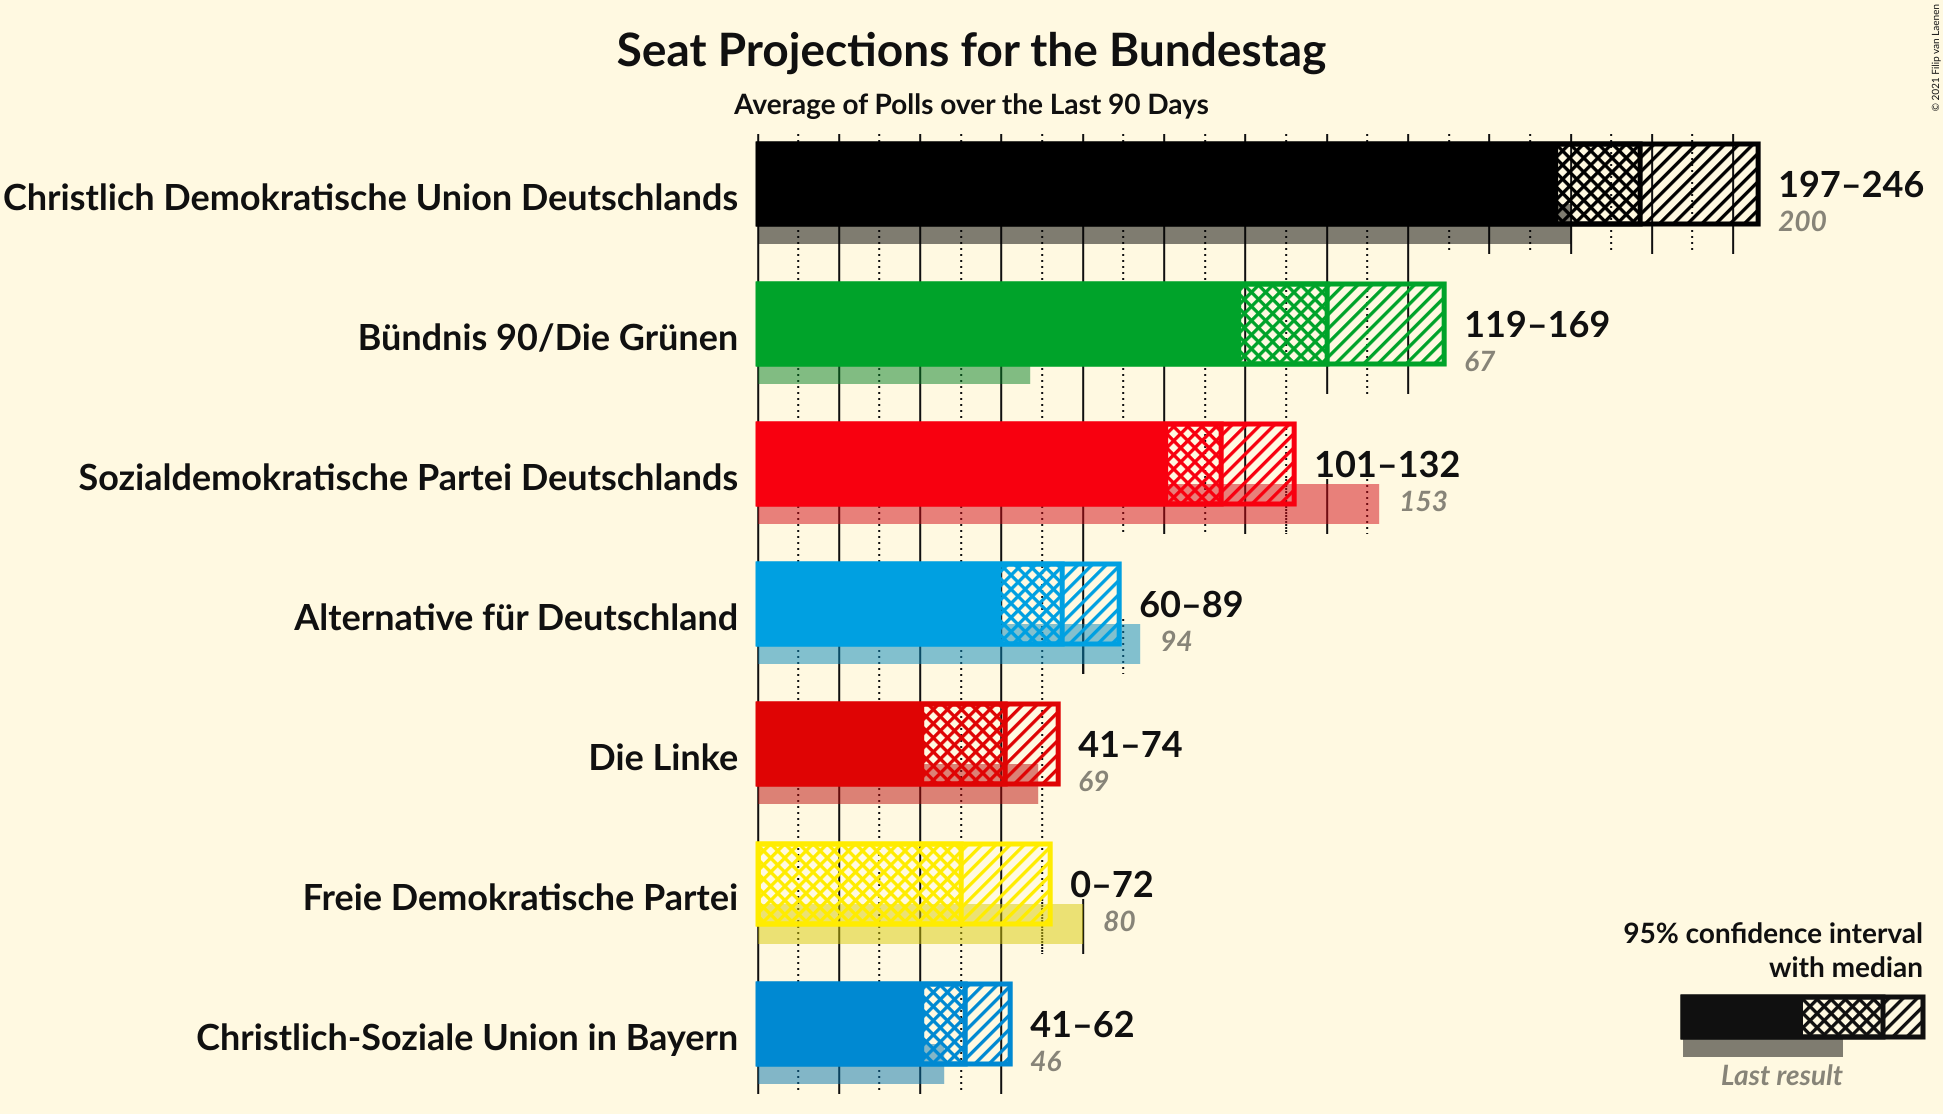 Seat Projections for the Bundestag
Average of Polls over the Last 90 Days
© 2021 Filip van Laenen
Christlich Demokratische Union Deutschlands
197–246
200
Bündnis 90/Die Grünen
119–169
67
Sozialdemokratische Partei Deutschlands
101–132
153
Alternative für Deutschland
60–89
94
Die Linke
41–74
69
Freie Demokratische Partei
0–72
80
Christlich-Soziale Union in Bayern
41–62
46
95% confidence interval
with median
Last result